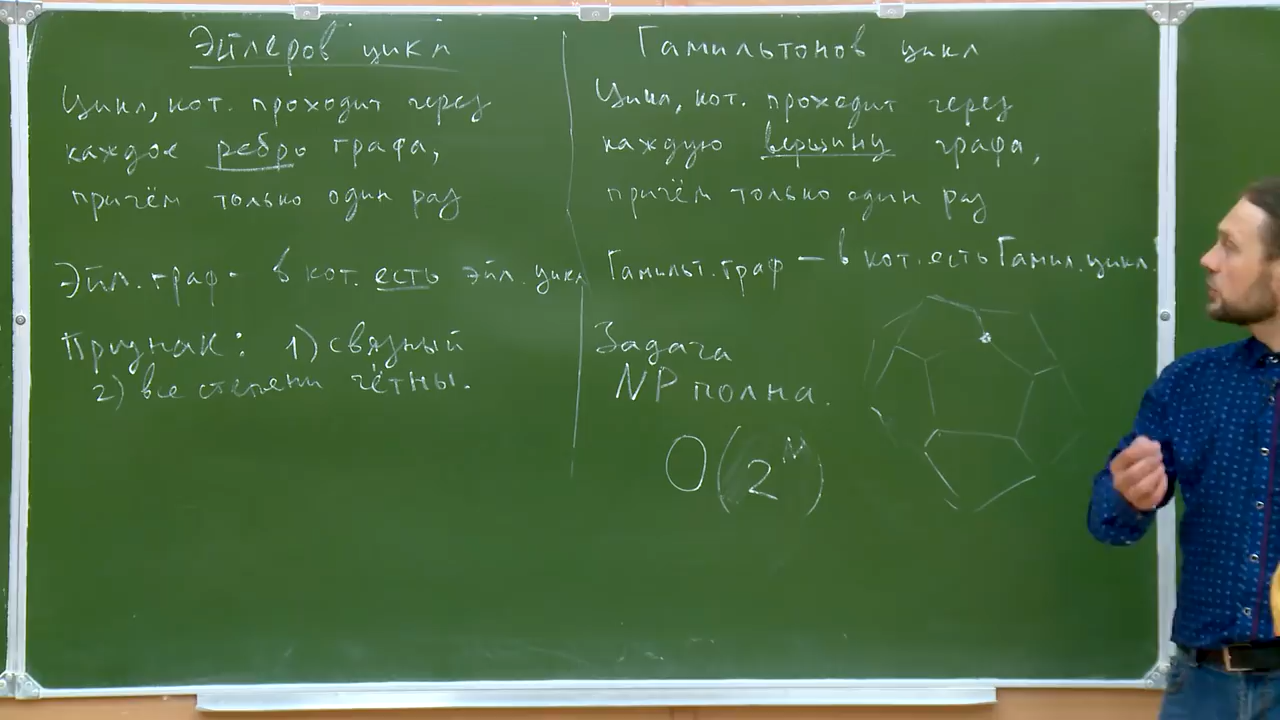 Эйлеров цикл
Цикл, кот. проходит через
каждое ребро графа,
причём только один раз
Эйл. граф - в кот. есть эйл. цикл
Признак: 1) связный
2) все степени чётны.
Гамильтонов цикл
Цикл, кот. проходит через
каждую вершину графа,
причём только один раз
Гамильт. граф — в кот. есть Гамил. цикл.
Задача
NP полна.
O(2^N)